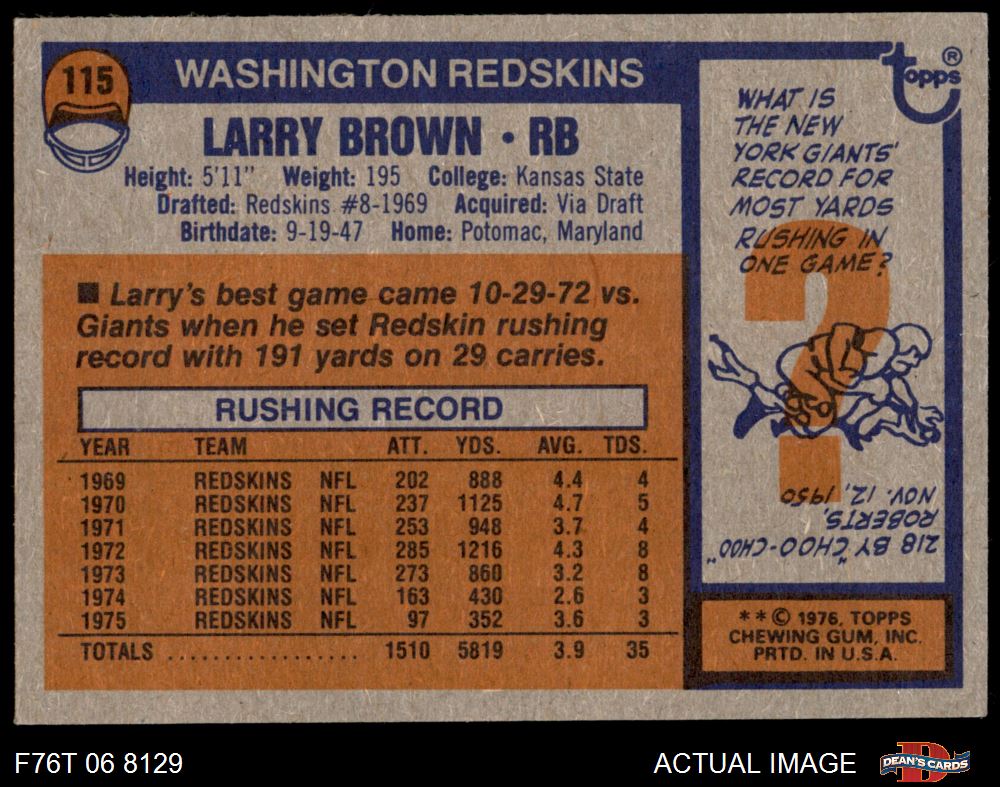 115
WASHINGTON REDSKINS
LARRY BROWN • RB
Height: 5'11" Weight: 195 College: Kansas State
Drafted: Redskins #8-1969 Acquired: Via Draft
Birthdate: 9-19-47 Home: Potomac, Maryland
■ Larry's best game came 10-29-72 vs.
Giants when he set Redskin rushing
record with 191 yards on 29 carries.
RUSHING RECORD
YEAR TEAM ATT. YDS. AVG. TDS.
1969 REDSKINS NFL 202 888 4.4 4
1970 REDSKINS NFL 237 1125 4.7 5
1971 REDSKINS NFL 253 948 3.7 4
1972 REDSKINS NFL 285 1216 4.3 8
1973 REDSKINS NFL 273 860 3.2 8
1974 REDSKINS NFL 163 430 2.6 3
1975 REDSKINS NFL 97 352 3.6 3
TOTALS .................. 1510 5819 3.9 35
topps®
WHAT IS
THE NEW
YORK GIANTS'
RECORD FOR
MOST YARDS
RUSHING IN
ONE GAME?
?
218 BY "CHOO-CHOO"
ROBERTS,
NOV. 12, 1950
**© 1976, TOPPS
CHEWING GUM, INC.
PRTD. IN U.S.A.
F76T 06 8129
ACTUAL IMAGE
D
DEAN'S CARDS